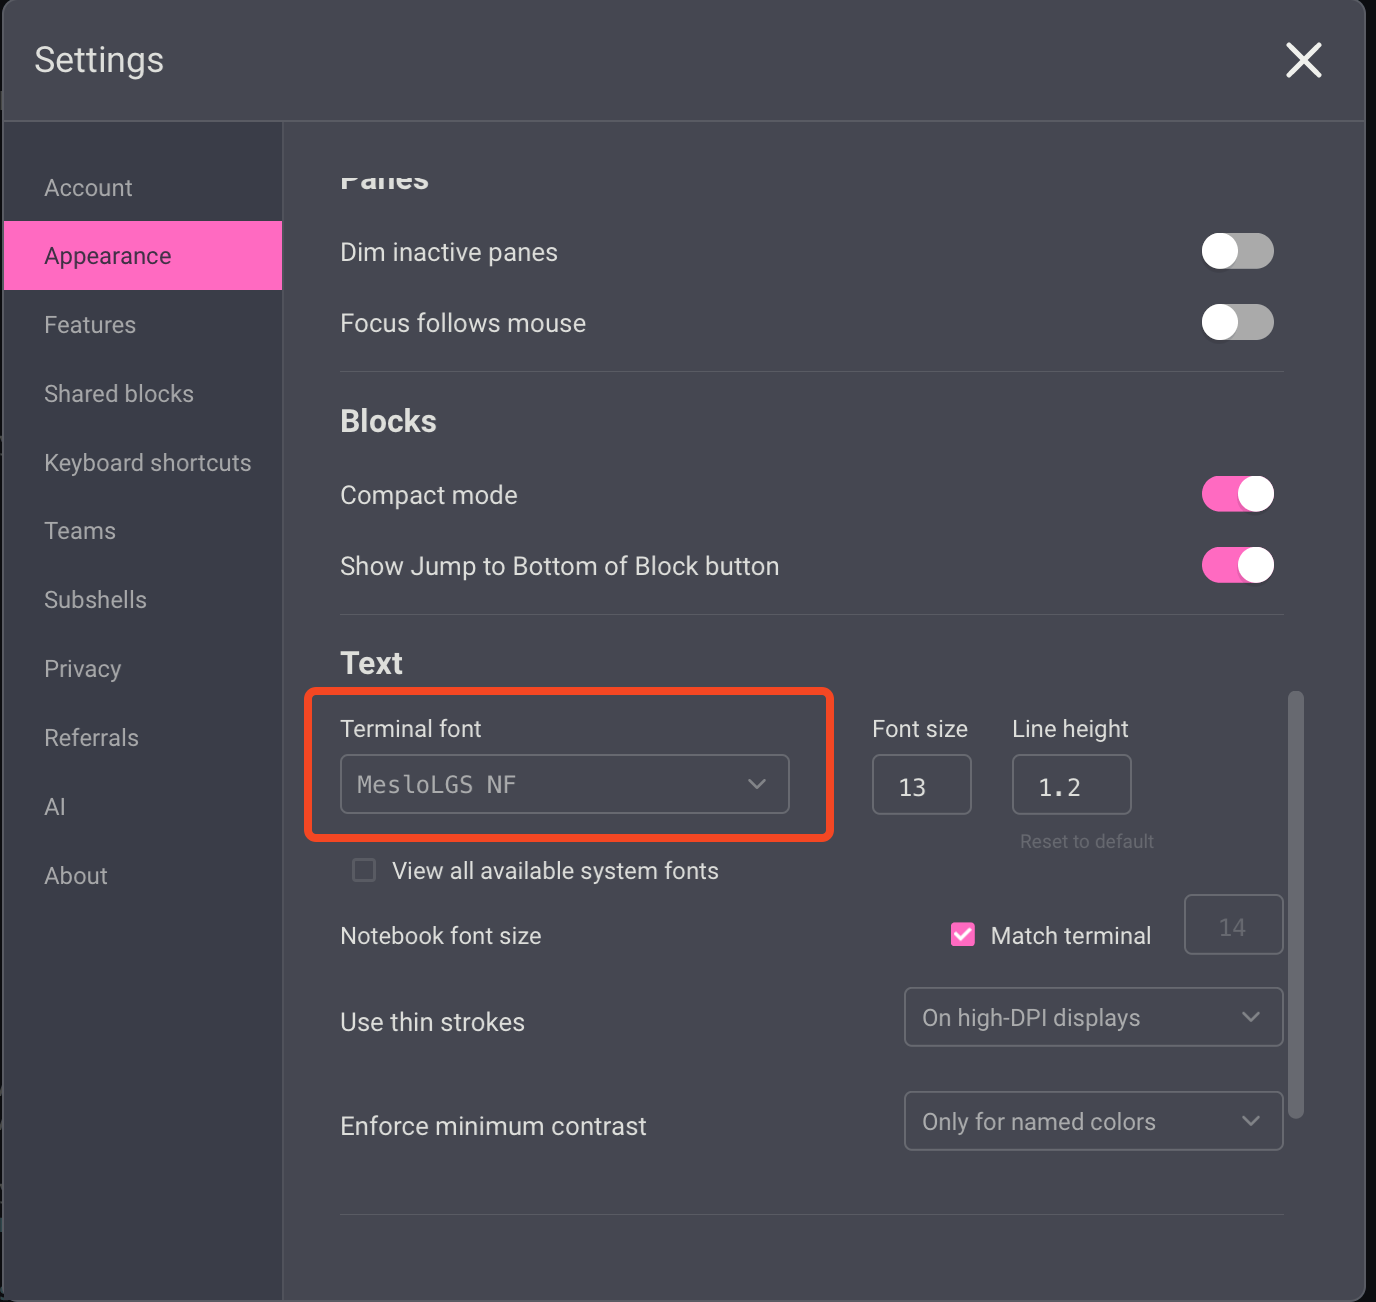 Settings
Account
Appearance
Features
Shared blocks
Keyboard shortcuts
Teams
Subshells
Privacy
Referrals
AI
About
Panes
Dim inactive panes
Focus follows mouse
Blocks
Compact mode
Show Jump to Bottom of Block button
Text
Terminal font
MesloLGS NF
Font size
13
Line height
1.2
Reset to default
View all available system fonts
Notebook font size
Match terminal
14
Use thin strokes
On high-DPI displays
Enforce minimum contrast
Only for named colors